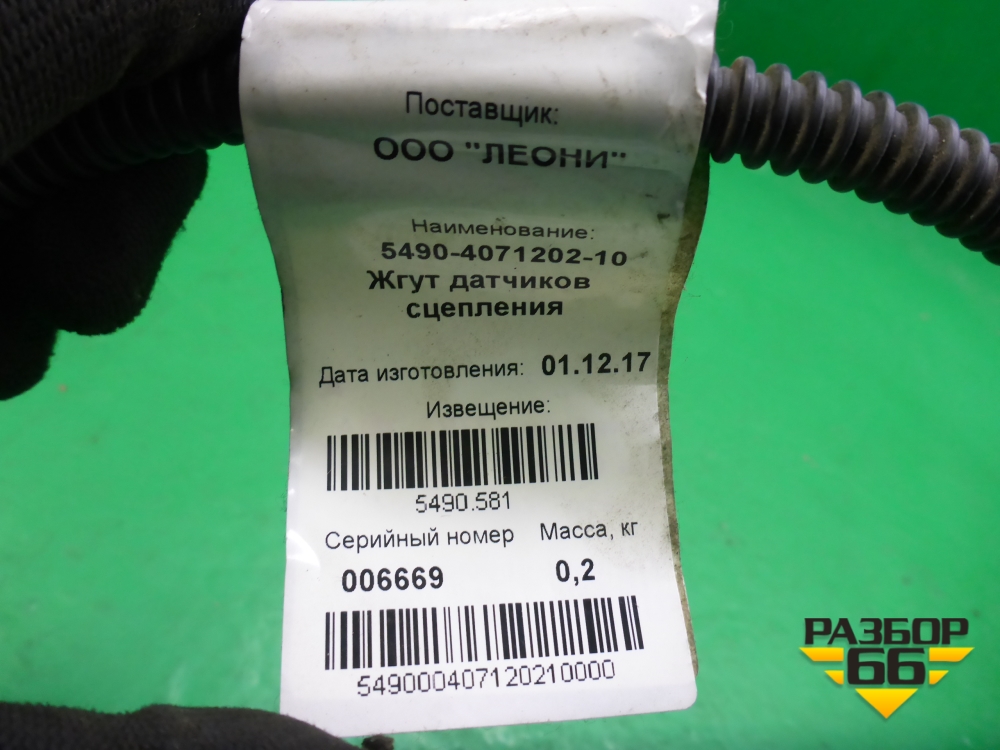 Поставщик:
ООО "ЛЕОНИ"
Наименование:
5490-4071202-10
Жгут датчиков
сцепления
Дата изготовления: 01.12.17
Извещение:
5490.581
Серийный номер Масса, кг
006669 0,2
549000407120210000
РАЗБОР
66